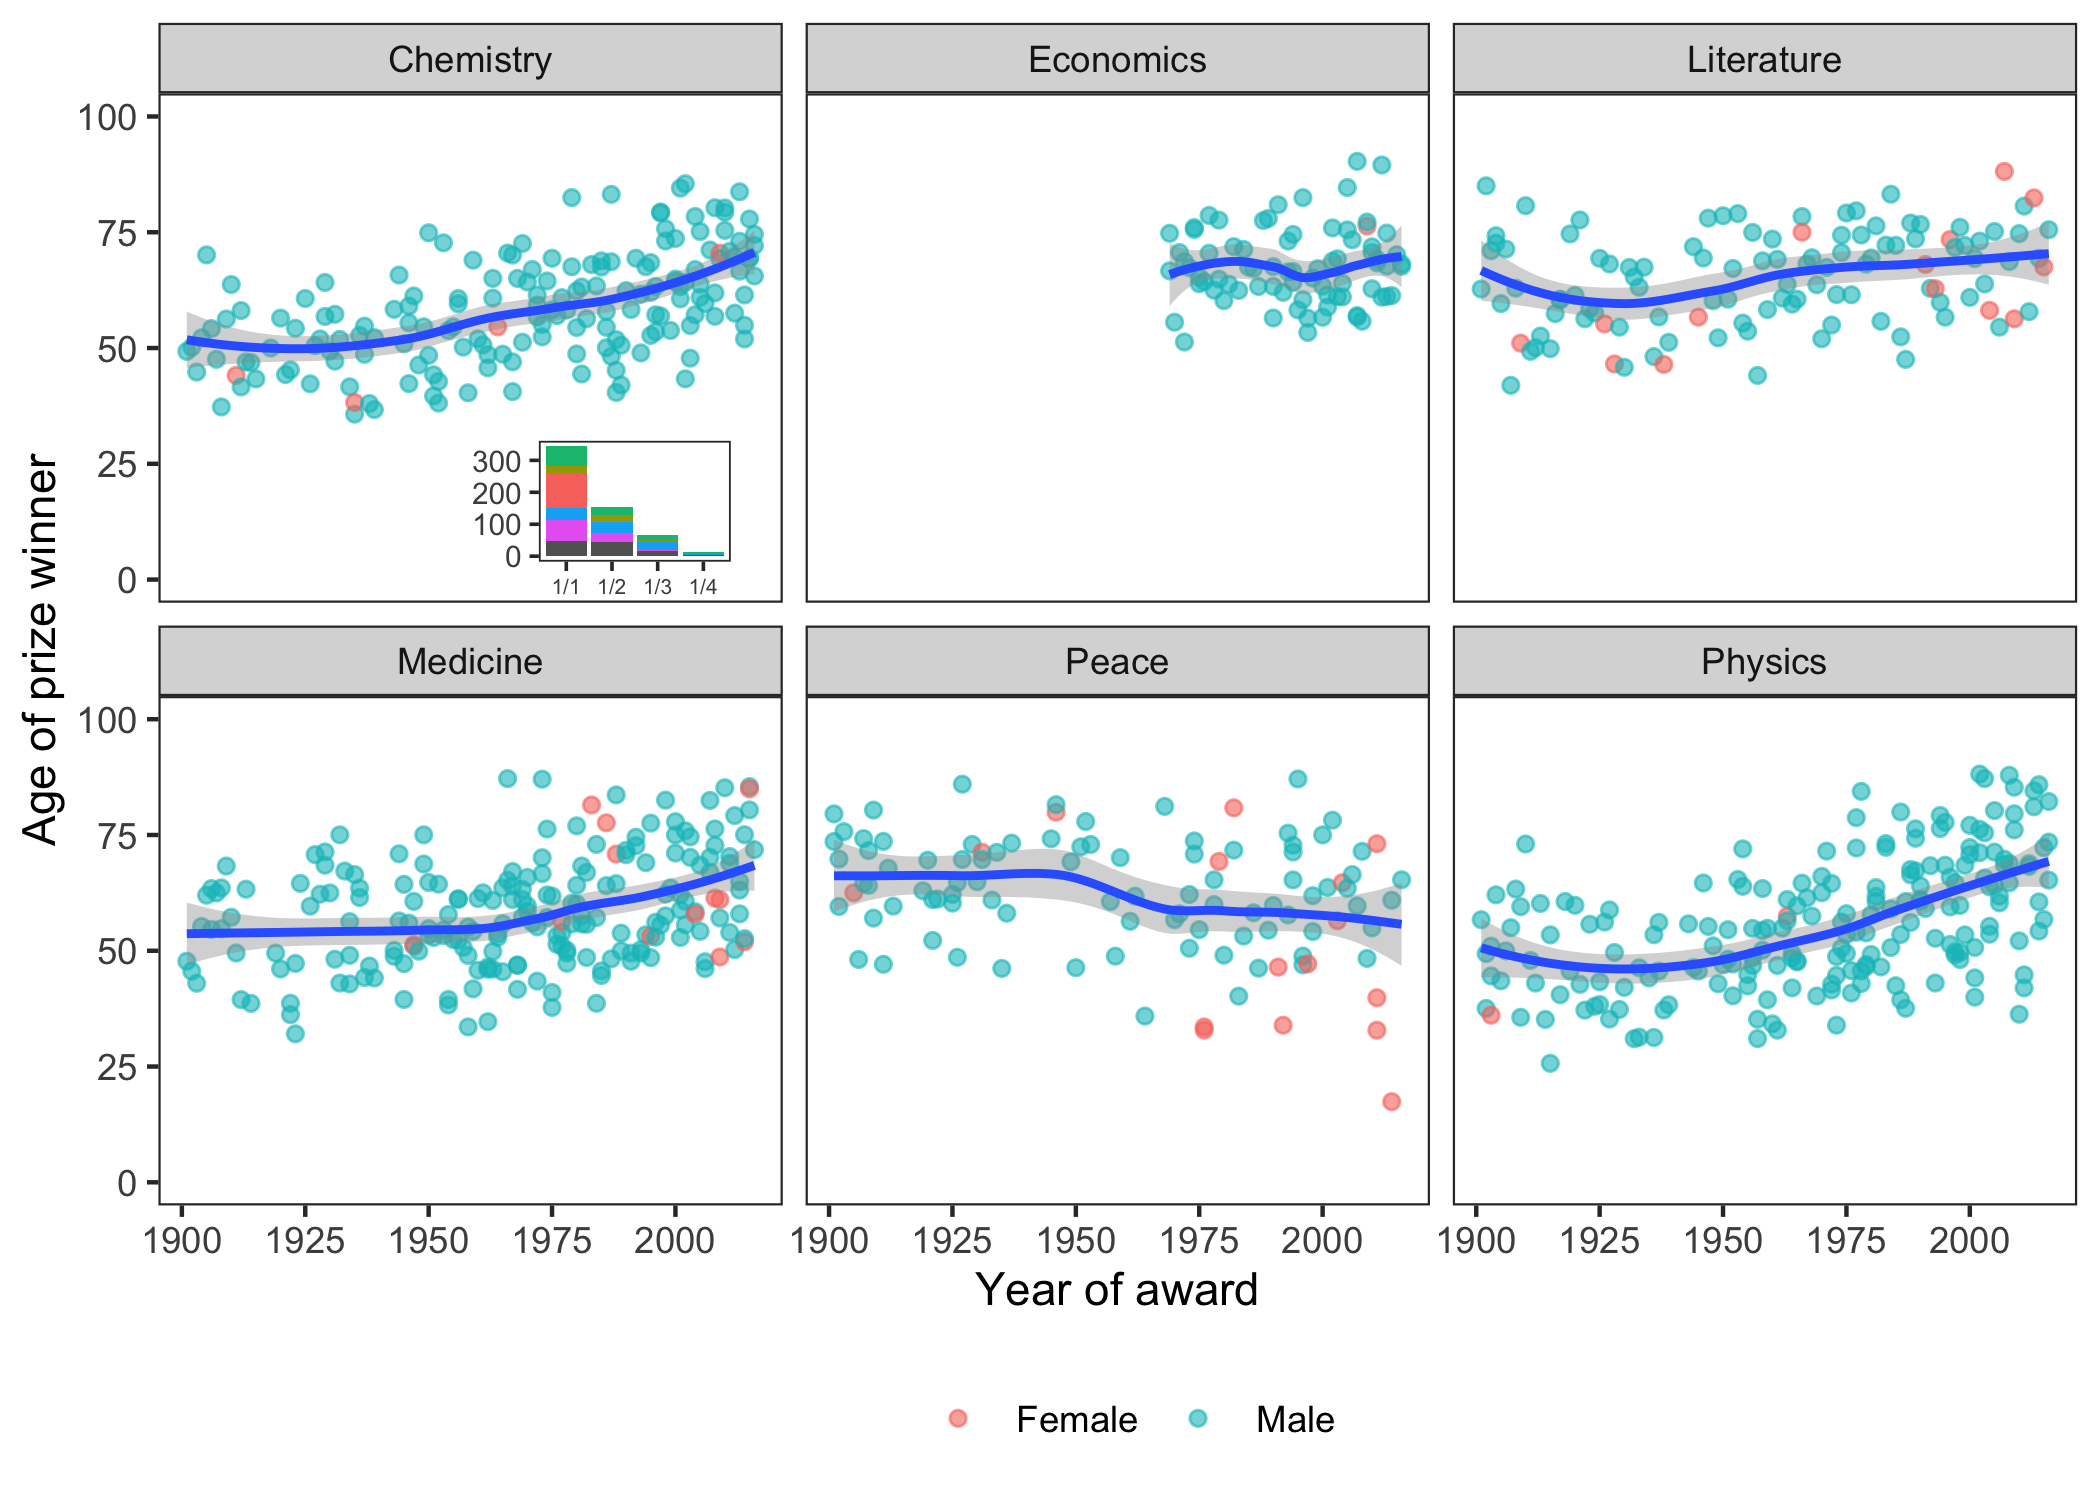 Chemistry
Economics
Literature
100
75
50
25
0
300
200
100
0
1/1 1/2 1/3 1/4
Age of prize winner
Medicine
Peace
Physics
100
75
50
25
0
1900 1925 1950 1975 2000
1900 1925 1950 1975 2000
1900 1925 1950 1975 2000
Year of award
Female
Male